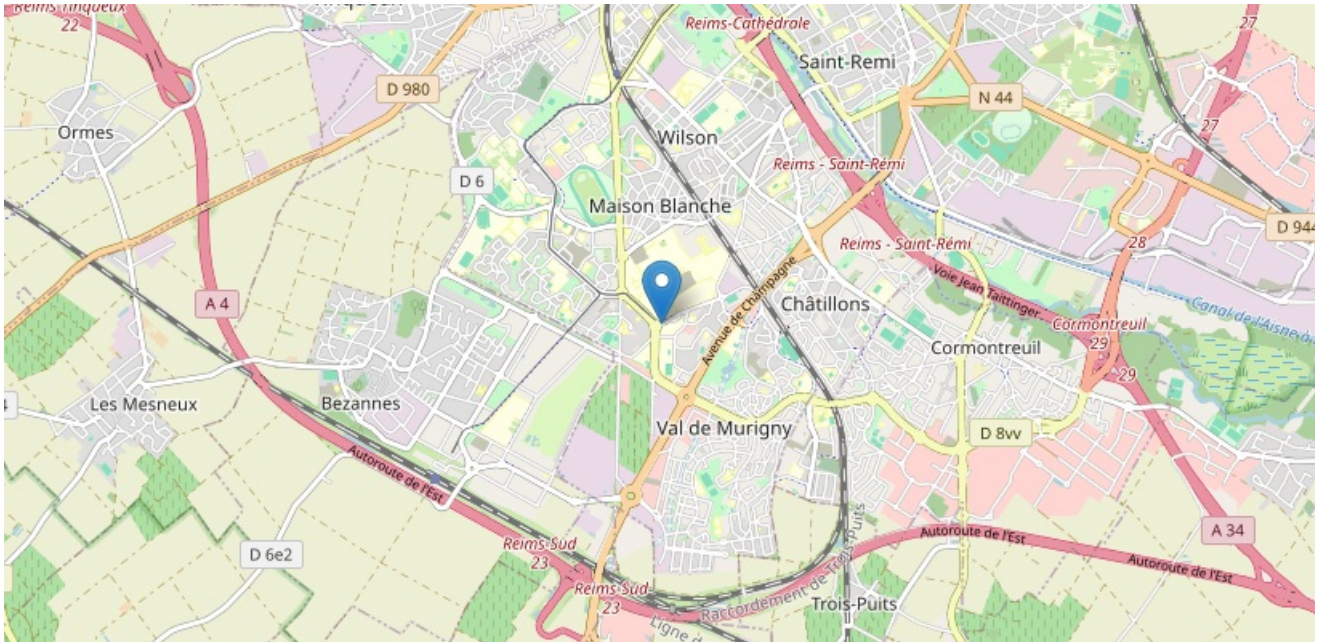 Reims-Tinqueux
22
Reims-Cathédrale
27
Saint-Remi
D 980
N 44
Ormes
Wilson
27
Reims - Saint-Rémi
D 6
Maison Blanche
D 944
Reims - Saint-Rémi
28
Voie Jean Taittinger
A 4
Avenue de Champagne
Châtillons
Canal de l'Aisne à
Cormontreuil
29
Cormontreuil
29
Les Mesneux
Bezannes
4
Val de Murigny
D 8vv
Autoroute de l'Est
Autoroute de l'Est
A 34
Reims-Sud
23
D 6e2
Autoroute de l'Est
Reims-Sud
23
Raccordement de Trois-Puits
Trois-Puits
Ligne d